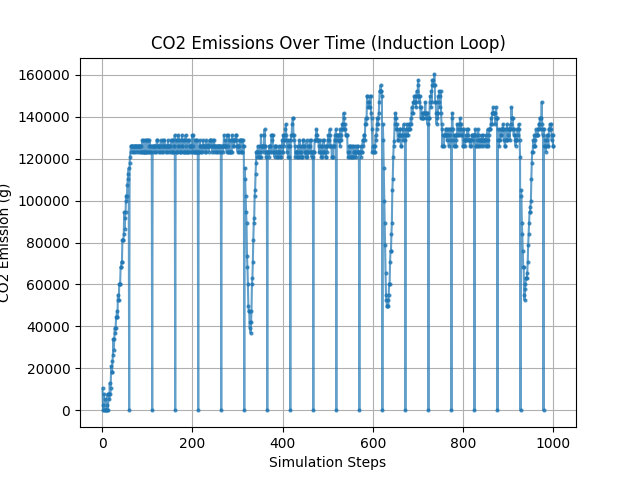 CO2 Emissions Over Time (Induction Loop)
160000
140000
120000
100000
80000
60000
40000
20000
0
CO2 Emission (g)
0 200 400 600 800 1000
Simulation Steps